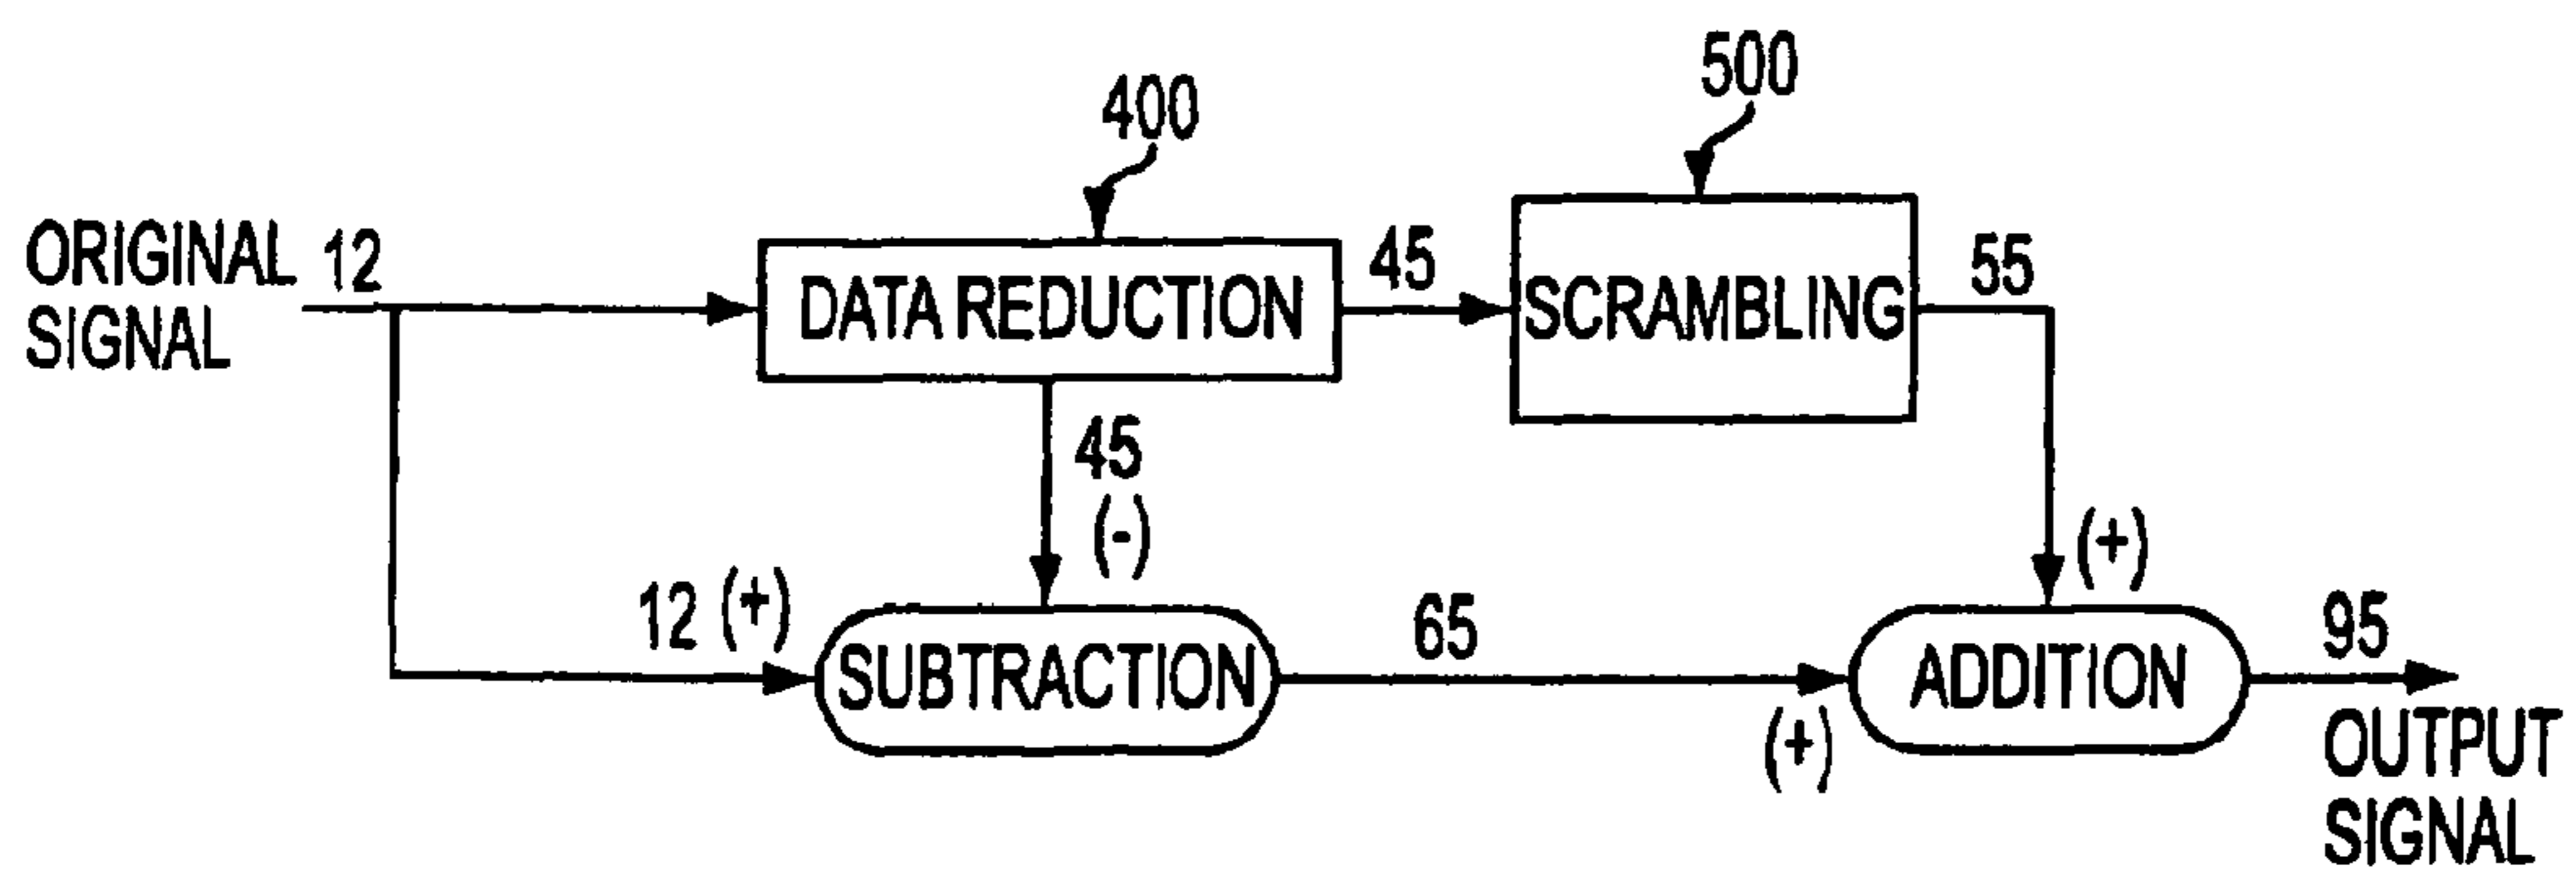 500
400
ORIGINAL 12
SIGNAL
DATA REDUCTION
45
SCRAMBLING
55
45
(-)
(+)
12 (+)
SUBTRACTION
65
(+)
ADDITION
95
OUTPUT
SIGNAL